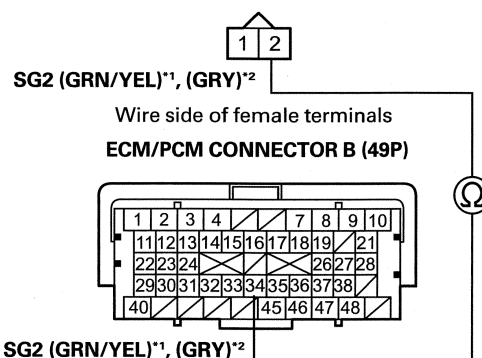 1 2
SG2 (GRN/YEL)*1, (GRY)*2
Wire side of female terminals
ECM/PCM CONNECTOR B (49P)
Ω
1 2 3 4 7 8 9 10
11 12 13 14 15 16 17 18 19 21
22 23 24 26 27 28
29 30 31 32 33 34 35 36 37 38
40 45 46 47 48
SG2 (GRN/YEL)*1, (GRY)*2